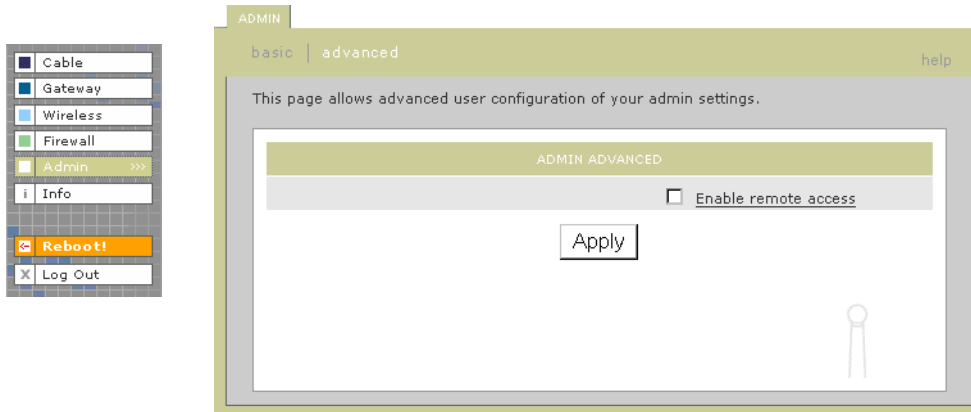 Cable
Gateway
Wireless
Firewall
Admin >>>
i Info
Reboot!
X Log Out
ADMIN
basic | advanced
help
This page allows advanced user configuration of your admin settings.
ADMIN ADVANCED
Enable remote access
Apply